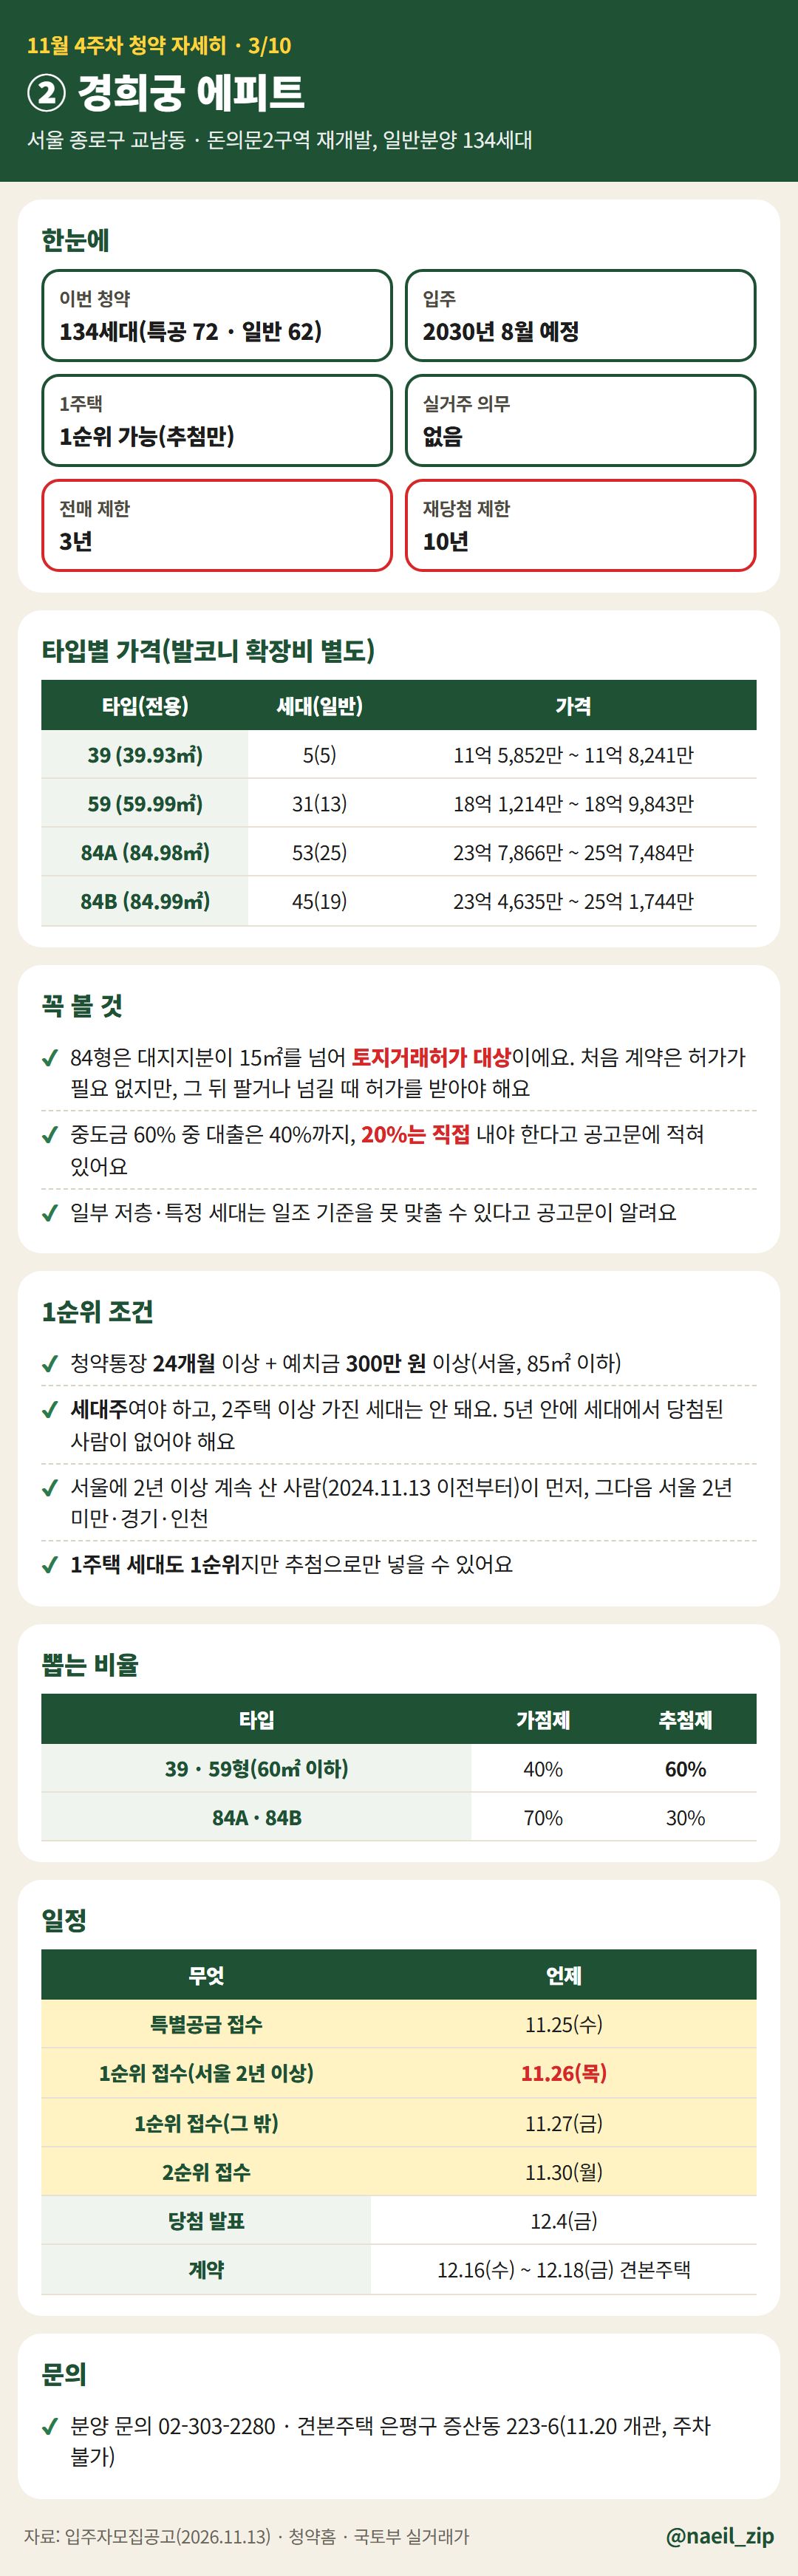 11월 4주차 청약 자세히 · 3/10
② 경희궁 에피트
서울 종로구 교남동 · 돈의문2구역 재개발, 일반분양 134세대
한눈에
이번 청약
134세대(특공 72 · 일반 62)
입주
2030년 8월 예정
1주택
1순위 가능(추첨만)
실거주 의무
없음
전매 제한
3년
재당첨 제한
10년
타입별 가격(발코니 확장비 별도)
타입(전용) 세대(일반) 가격
39 (39.93㎡) 5(5) 11억 5,852만 ~ 11억 8,241만
59 (59.99㎡) 31(13) 18억 1,214만 ~ 18억 9,843만
84A (84.98㎡) 53(25) 23억 7,866만 ~ 25억 7,484만
84B (84.99㎡) 45(19) 23억 4,635만 ~ 25억 1,744만
꼭 볼 것
✔ 84형은 대지지분이 15㎡를 넘어 토지거래허가 대상이에요. 처음 계약은 허가가
필요 없지만, 그 뒤 팔거나 넘길 때 허가를 받아야 해요
✔ 중도금 60% 중 대출은 40%까지, 20%는 직접 내야 한다고 공고문에 적혀
있어요
✔ 일부 저층·특정 세대는 일조 기준을 못 맞출 수 있다고 공고문이 알려요
1순위 조건
✔ 청약통장 24개월 이상 + 예치금 300만 원 이상(서울, 85㎡ 이하)
✔ 세대주여야 하고, 2주택 이상 가진 세대는 안 돼요. 5년 안에 세대에서 당첨된
사람이 없어야 해요
✔ 서울에 2년 이상 계속 산 사람(2024.11.13 이전부터)이 먼저, 그다음 서울 2년
미만·경기·인천
✔ 1주택 세대도 1순위지만 추첨으로만 넣을 수 있어요
뽑는 비율
타입 가점제 추첨제
39 · 59형(60㎡ 이하) 40% 60%
84A · 84B 70% 30%
일정
무엇 언제
특별공급 접수 11.25(수)
1순위 접수(서울 2년 이상) 11.26(목)
1순위 접수(그 밖) 11.27(금)
2순위 접수 11.30(월)
당첨 발표 12.4(금)
계약 12.16(수) ~ 12.18(금) 견본주택
문의
✔ 분양 문의 02-303-2280 · 견본주택 은평구 증산동 223-6(11.20 개관, 주차
불가)
자료: 입주자모집공고(2026.11.13) · 청약홈 · 국토부 실거래가
@naeil_zip